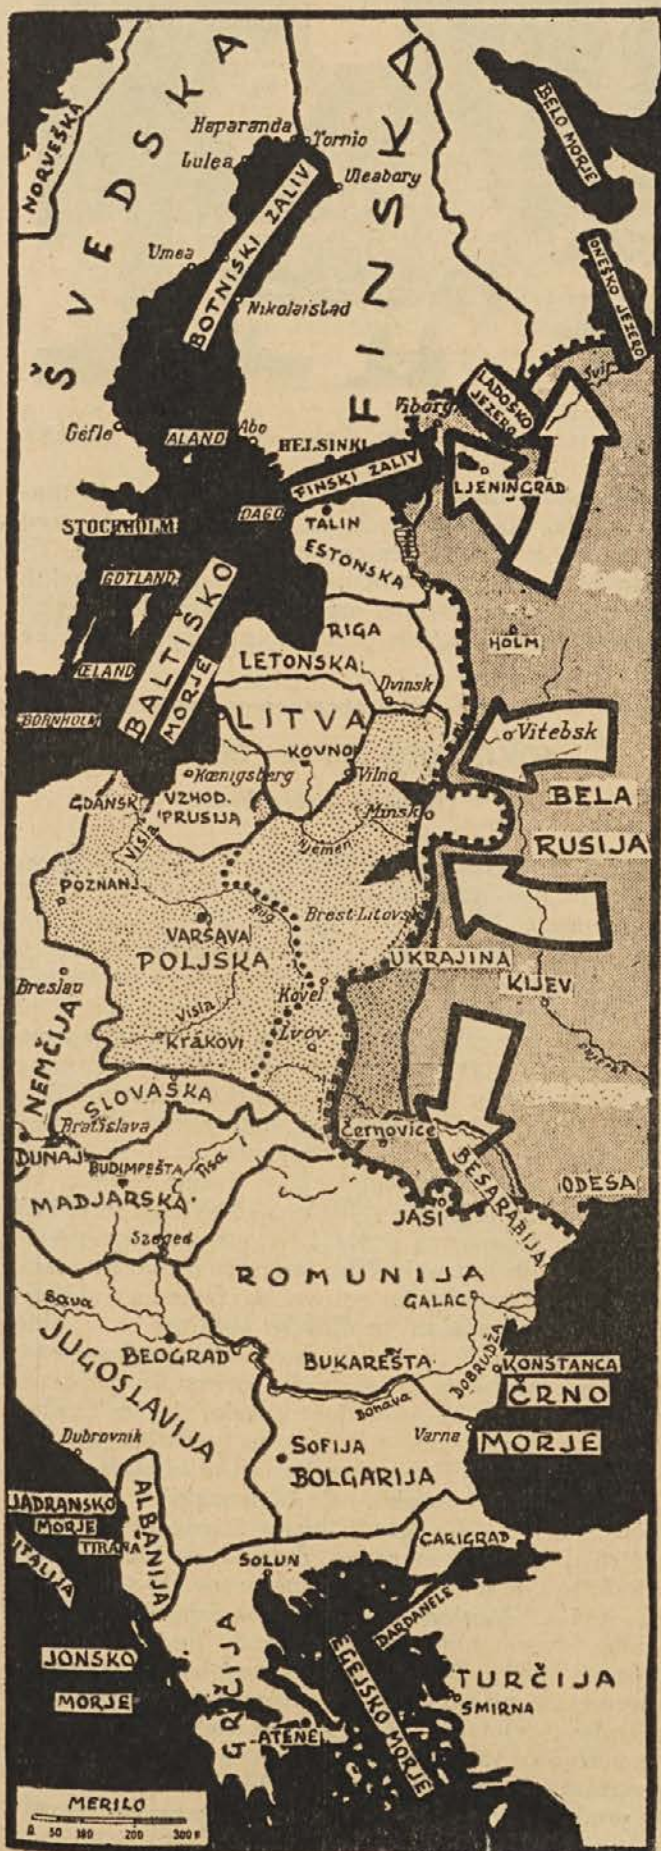 NORVEŠKA
ŠVEDSKA
FINSKA
BELO MORJE
Haparanda
Tornio
Lulea
Uleaborg
BOTNIŠKI ZALIV
Umea
Nikolaistad
ONEŠKO JEZERO
Svir
LADOŠKO
JEZERO
Viborg
Gefle
ALAND
Abo
HELSINKI
FINSKI ZALIV
LJENINGRAD
STOCKHOLM
DAGO
TALIN
ESTONSKA
GOTLAND
BALTIŠKO
MORJE
RIGA
LETONSKA
HOLM
ŒLAND
Dvinsk
BORNHOLM
LITVA
KOVNO
Vitebsk
Kœnigsberg
Vilno
GDANSK
VZHOD.
PRUSIJA
Minsk
BELA
RUSIJA
Visla
Njemen
POZNANJ
VARŠAVA
Bug
Brest-Litovsk
POLJSKA
UKRAJINA
Breslau
Kovel
KIJEV
Visla
Krakovi
Lvov
NEMČIJA
SLOVAŠKA
Bratislava
Černovice
DUNAJ
BUDIMPEŠTA
Tisa
BESARABIJA
ODESA
MADJARSKA
JASI
Szeged
ROMUNIJA
GALAC
Sava
JUGOSLAVIJA
BEOGRAD
BUKAREŠTA
DOBRUDŽA
KONSTANCA
ČRNO
MORJE
Donava
Dubrovnik
SOFIJA
Varna
BOLGARIJA
ALBANIJA
JADRANSKO
MORJE
TIRANA
ITALIJA
CARIGRAD
SOLUN
DARDANELE
GRČIJA
JONSKO
MORJE
EGEJSKO MORJE
TURČIJA
SMIRNA
ATENE
MERILO
0 50 100 200 300